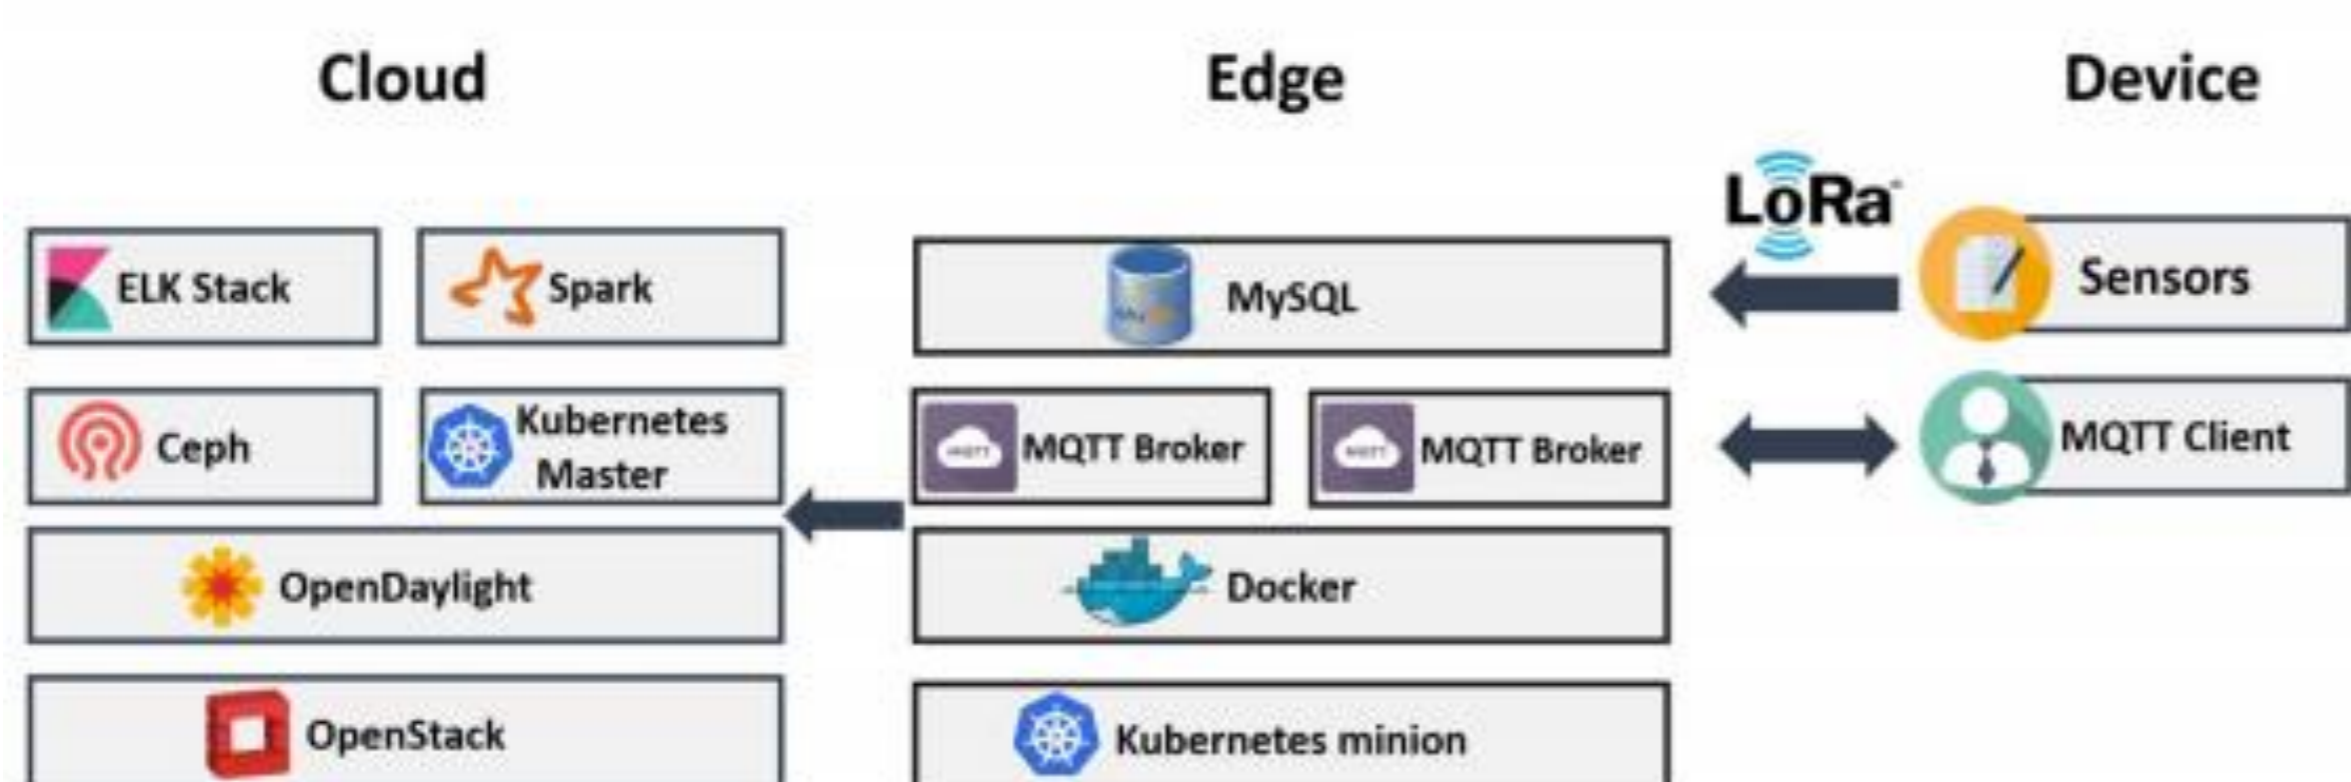 Cloud
Edge
Device
LoRa
ELK Stack
Spark
MySQL
Sensors
Ceph
Kubernetes
Master
MQTT Broker
MQTT Broker
MQTT Client
OpenDaylight
Docker
OpenStack
Kubernetes minion